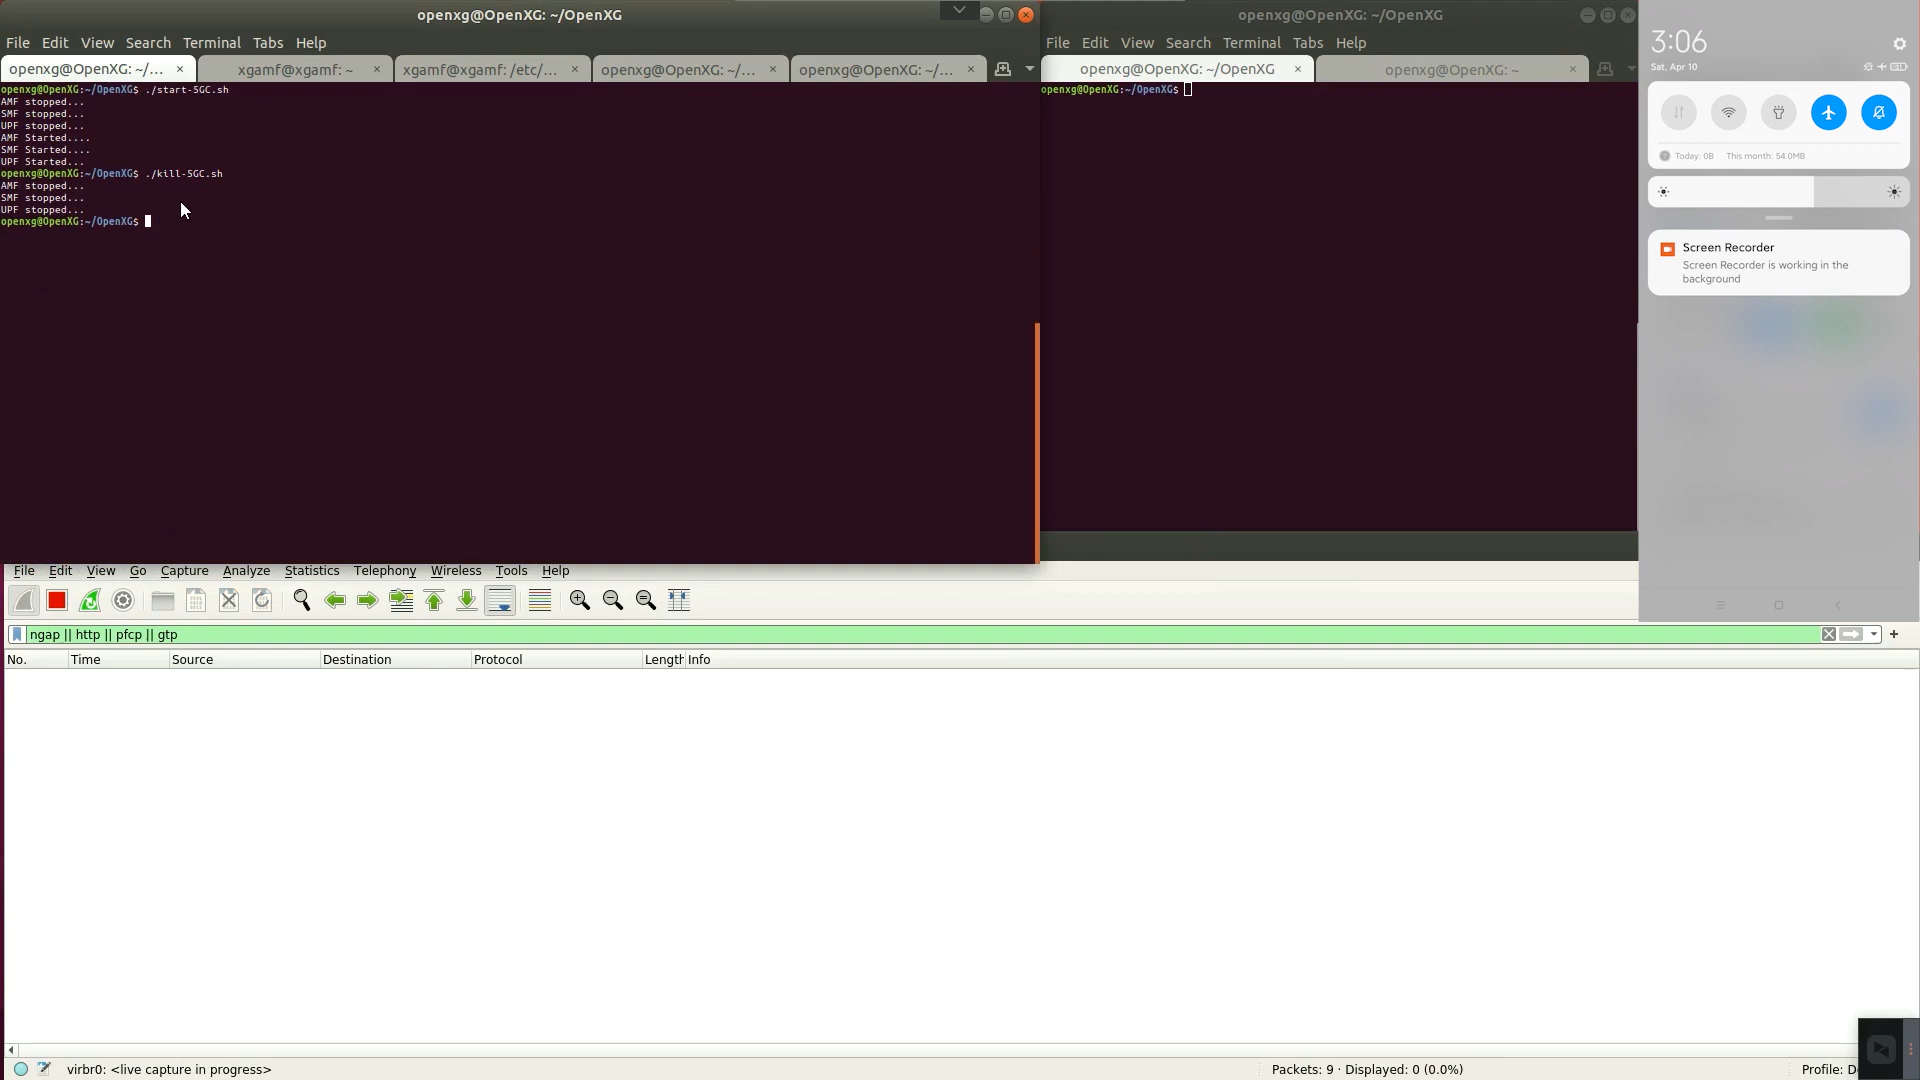 openxg@OpenXG: ~/OpenXG
File Edit View Search Terminal Tabs Help
openxg@OpenXG: ~/... × xgamf@xgamf: ~ × xgamf@xgamf: /etc/... × openxg@OpenXG: ~/... × openxg@OpenXG: ~/... ×
openxg@OpenXG:~/OpenXG$ ./start-5GC.sh
AMF stopped...
SMF stopped...
UPF stopped...
AMF Started....
SMF Started....
UPF Started...
openxg@OpenXG:~/OpenXG$ ./kill-5GC.sh
AMF stopped...
SMF stopped...
UPF stopped...
openxg@OpenXG:~/OpenXG$
openxg@OpenXG: ~/OpenXG
File Edit View Search Terminal Tabs Help
openxg@OpenXG: ~/OpenXG × openxg@OpenXG: ~ ×
openxg@OpenXG:~/OpenXG$
3:06
Sat, Apr 10
Today: 0B This month: 54.0MB
Screen Recorder
Screen Recorder is working in the
background
File Edit View Go Capture Analyze Statistics Telephony Wireless Tools Help
ngap || http || pfcp || gtp
No. Time Source Destination Protocol Length Info
virbr0: <live capture in progress>
Packets: 9 · Displayed: 0 (0.0%)
Profile: